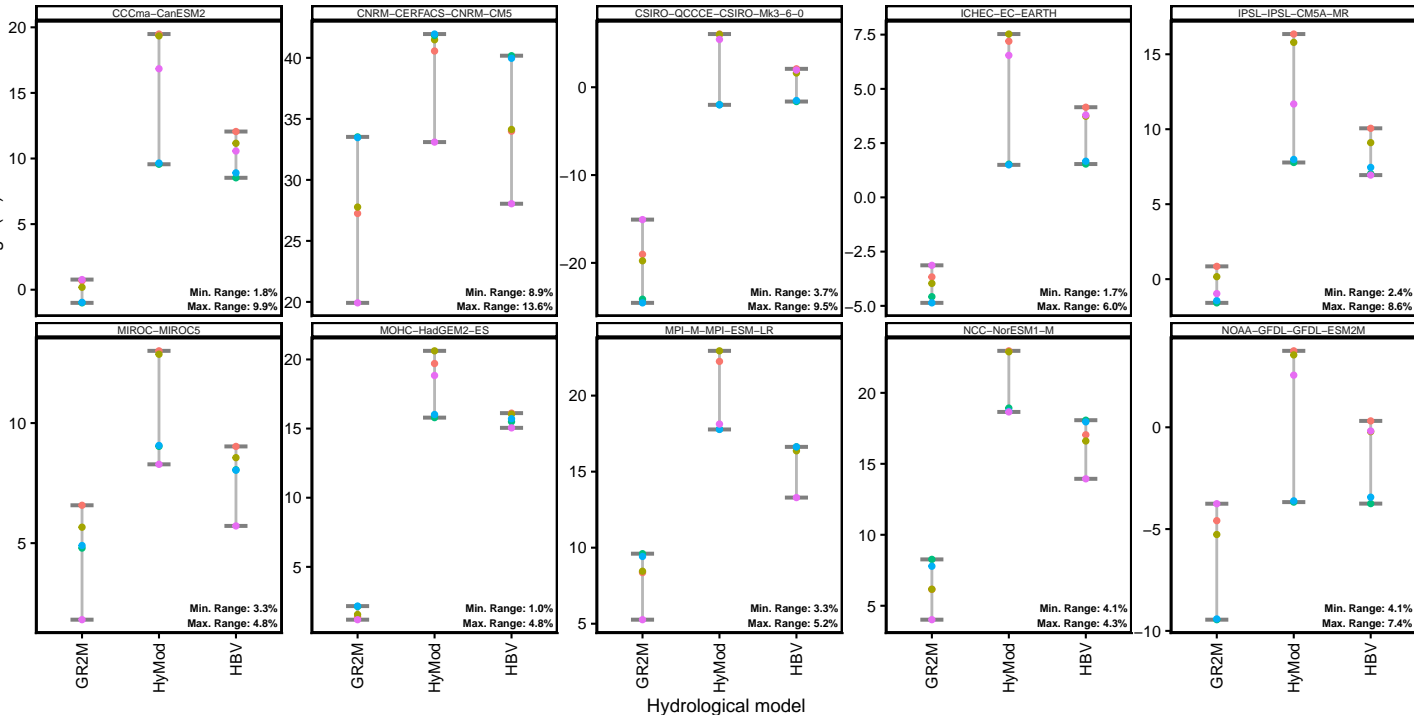 CCCma−CanESM2
CNRM−CERFACS−CNRM−CM5
CSIRO−QCCCE−CSIRO−Mk3−6−0
ICHEC−EC−EARTH
IPSL−IPSL−CM5A−MR
20
15
10
5
0
Min. Range: 1.8%
Max. Range: 9.9%
40
35
30
25
20
Min. Range: 8.9%
Max. Range: 13.6%
0
−10
−20
Min. Range: 3.7%
Max. Range: 9.5%
7.5
5.0
2.5
0.0
−2.5
−5.0
Min. Range: 1.7%
Max. Range: 6.0%
15
10
5
0
Min. Range: 2.4%
Max. Range: 8.6%
MIROC−MIROC5
MOHC−HadGEM2−ES
MPI−M−MPI−ESM−LR
NCC−NorESM1−M
NOAA−GFDL−GFDL−ESM2M
10
5
Min. Range: 3.3%
Max. Range: 4.8%
20
15
10
5
Min. Range: 1.0%
Max. Range: 4.8%
20
15
10
5
Min. Range: 3.3%
Max. Range: 5.2%
20
15
10
5
Min. Range: 4.1%
Max. Range: 4.3%
0
−5
−10
Min. Range: 4.1%
Max. Range: 7.4%
GR2M
HyMod
HBV
GR2M
HyMod
HBV
GR2M
HyMod
HBV
GR2M
HyMod
HBV
GR2M
HyMod
HBV
Hydrological model